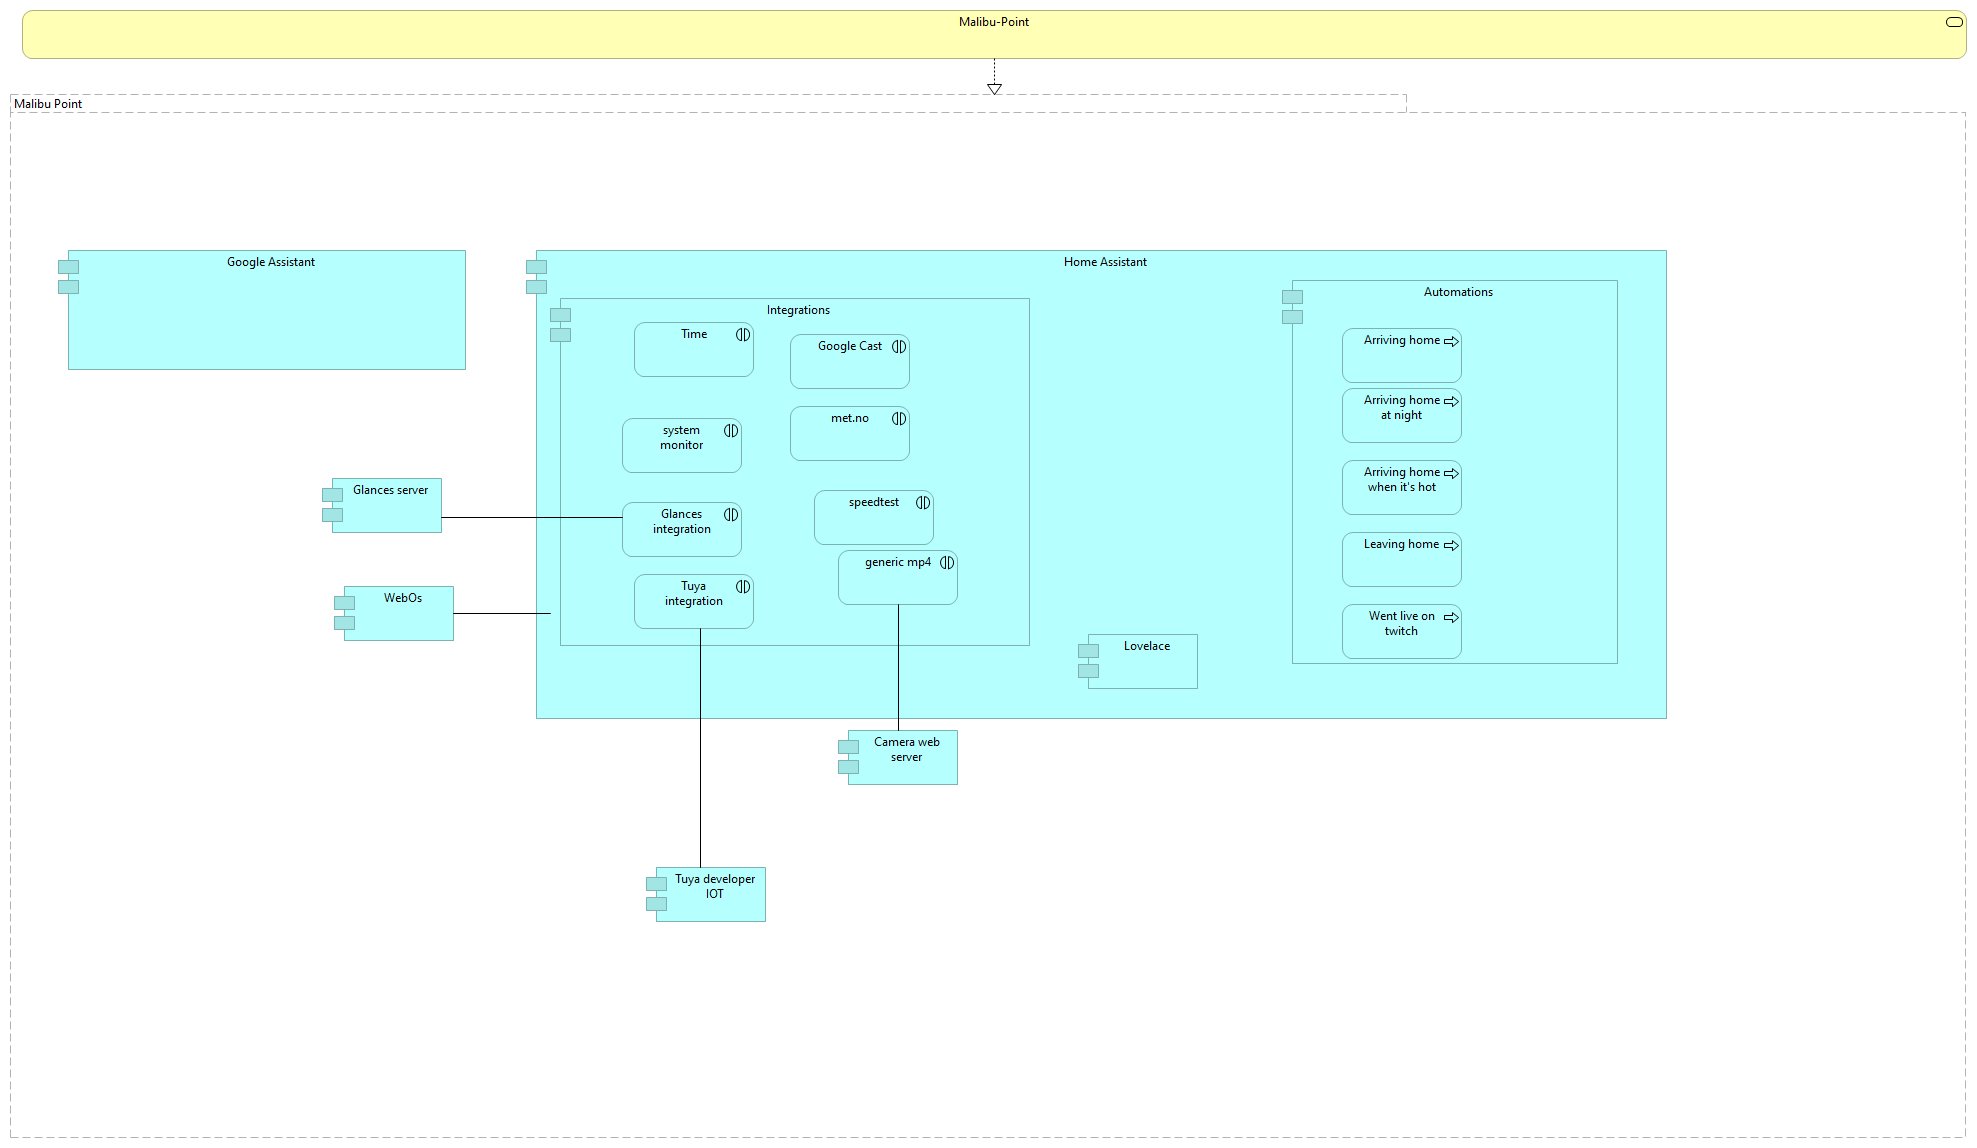 Malibu-Point
Malibu Point
Google Assistant
Home Assistant
Integrations
Time
Google Cast
system
monitor
met.no
Glances
integration
speedtest
Tuya
integration
generic mp4
Automations
Arriving home
Arriving home
at night
Arriving home
when it's hot
Leaving home
Went live on
twitch
Lovelace
Glances server
WebOs
Camera web
server
Tuya developer
IOT